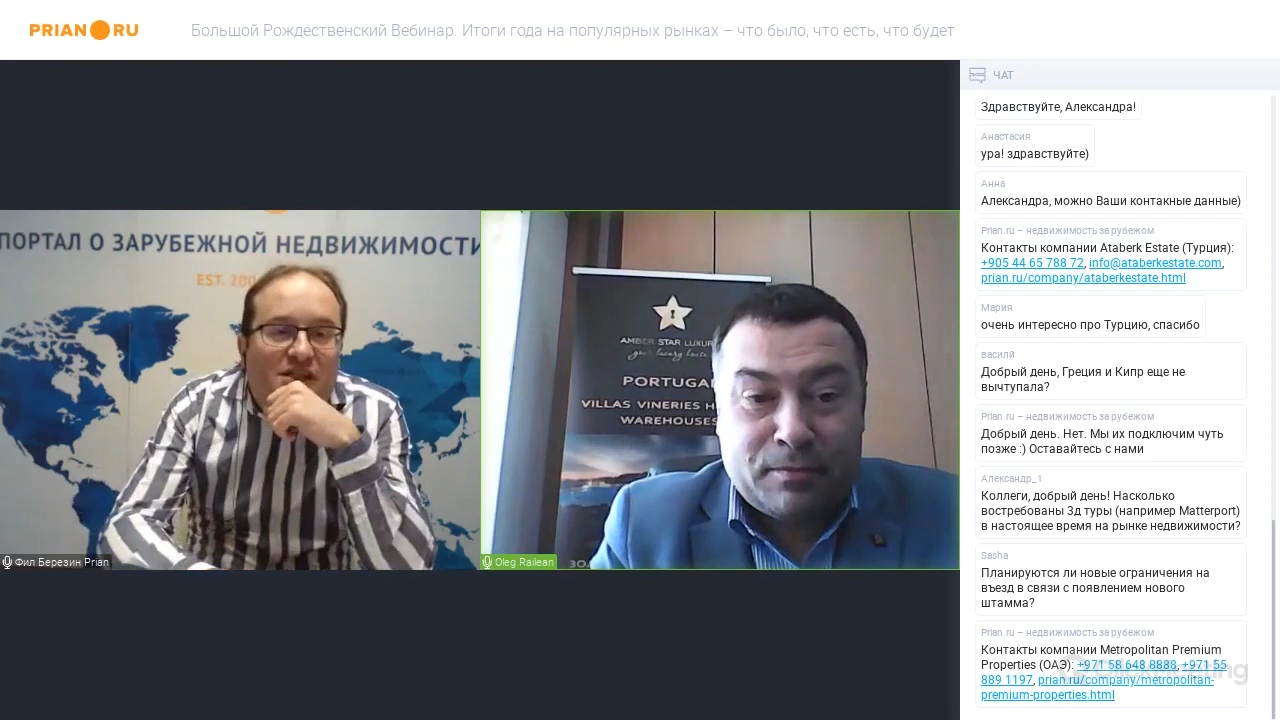 PRIAN RU
Большой Рождественский Вебинар. Итоги года на популярных рынках – что было, что есть, что будет
ПОРТАЛ О ЗАРУБЕЖНОЙ НЕДВИЖИМОСТИ
EST. 200
Фил Березин Prian
AMBER STAR LUXUR
your luxury house
PORTUGAL
VILLAS VINERIES H
WAREHOUSES
Oleg Railean
ЧАТ
Здравствуйте, Александра!
Анастасия
ура! здравствуйте)
Анна
Александра, можно Ваши контакные данные)
Prian.ru – недвижимость за рубежом
Контакты компании Ataberk Estate (Турция):
+905 44 65 788 72, info@ataberkestate.com,
prian.ru/company/ataberkestate.html
Мария
очень интересно про Турцию, спасибо
василй
Добрый день, Греция и Кипр еще не
вычтупала?
Prian.ru – недвижимость за рубежом
Добрый день. Нет. Мы их подключим чуть
позже :) Оставайтесь с нами
Александр_1
Коллеги, добрый день! Насколько
востребованы 3д туры (например Matterport)
в настоящее время на рынке недвижимости?
Sasha
Планируются ли новые ограничения на
въезд в связи с появлением нового
штамма?
Prian.ru – недвижимость за рубежом
Контакты компании Metropolitan Premium
Properties (ОАЭ): +971 58 648 8888, +971 55
889 1197, prian.ru/company/metropolitan-
premium-properties.html